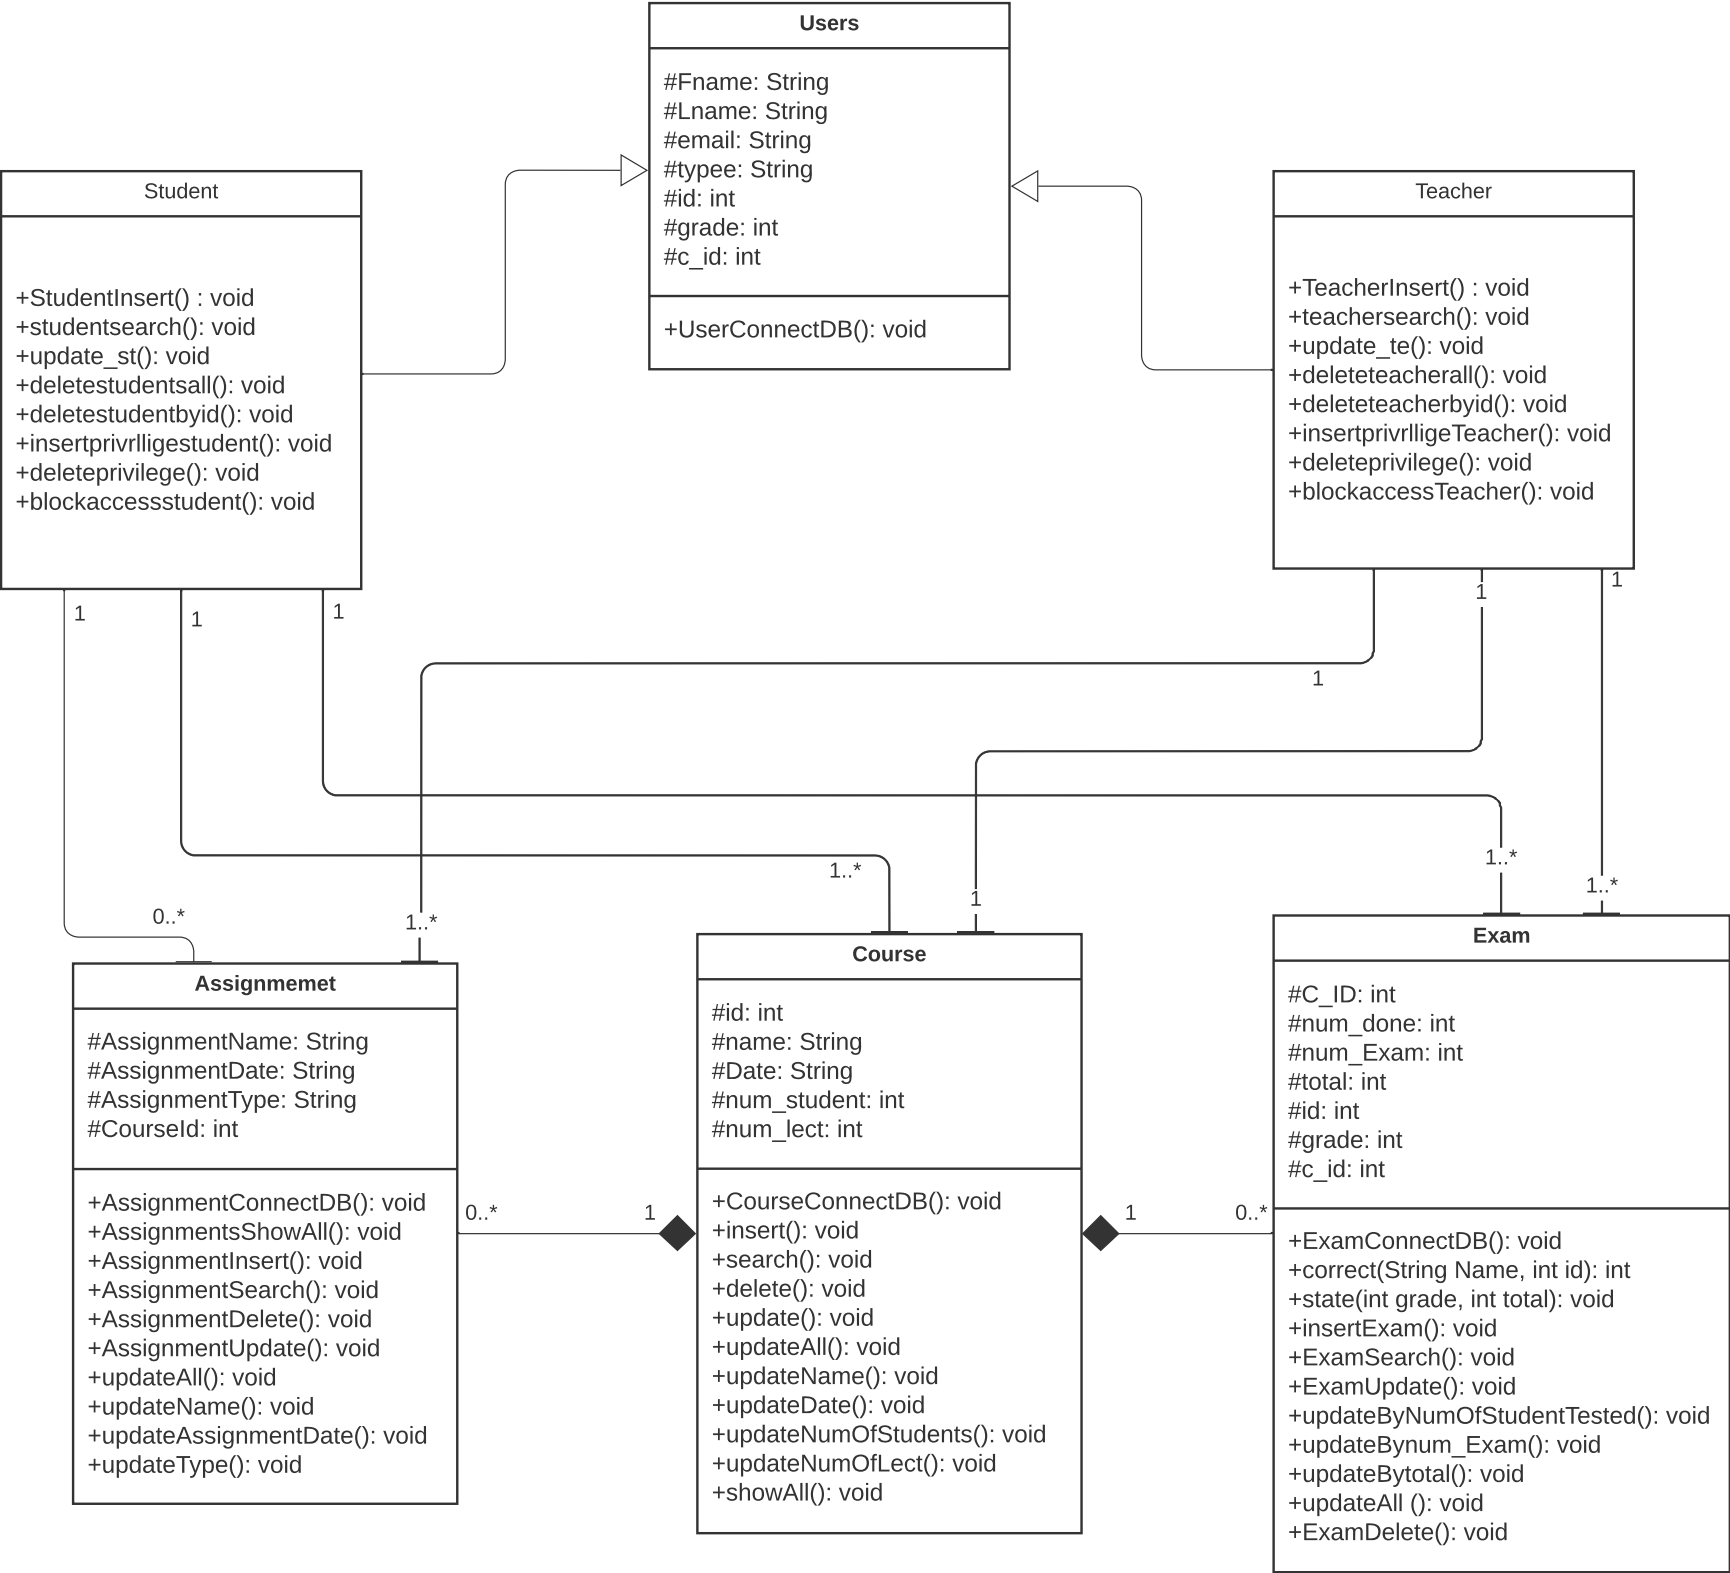 Users
#Fname: String
#Lname: String
#email: String
#typee: String
#id: int
#grade: int
#c_id: int
+UserConnectDB(): void
Student
+StudentInsert() : void
+studentsearch(): void
+update_st(): void
+deletestudentsall(): void
+deletestudentbyid(): void
+insertprivrlligestudent(): void
+deleteprivilege(): void
+blockaccessstudent(): void
Teacher
+TeacherInsert() : void
+teachersearch(): void
+update_te(): void
+deleteteacherall(): void
+deleteteacherbyid(): void
+insertprivrlligeTeacher(): void
+deleteprivilege(): void
+blockaccessTeacher(): void
1
1
1
1
1
1
1..*
1..*
1..*
1
0..*
1..*
Assignmemet
#AssignmentName: String
#AssignmentDate: String
#AssignmentType: String
#CourseId: int
+AssignmentConnectDB(): void
+AssignmentsShowAll(): void
+AssignmentInsert(): void
+AssignmentSearch(): void
+AssignmentDelete(): void
+AssignmentUpdate(): void
+updateAll(): void
+updateName(): void
+updateAssignmentDate(): void
+updateType(): void
0..*
1
Course
#id: int
#name: String
#Date: String
#num_student: int
#num_lect: int
+CourseConnectDB(): void
+insert(): void
+search(): void
+delete(): void
+update(): void
+updateAll(): void
+updateName(): void
+updateDate(): void
+updateNumOfStudents(): void
+updateNumOfLect(): void
+showAll(): void
1
0..*
Exam
#C_ID: int
#num_done: int
#num_Exam: int
#total: int
#id: int
#grade: int
#c_id: int
+ExamConnectDB(): void
+correct(String Name, int id): int
+state(int grade, int total): void
+insertExam(): void
+ExamSearch(): void
+ExamUpdate(): void
+updateByNumOfStudentTested(): void
+updateBynum_Exam(): void
+updateBytotal(): void
+updateAll (): void
+ExamDelete(): void